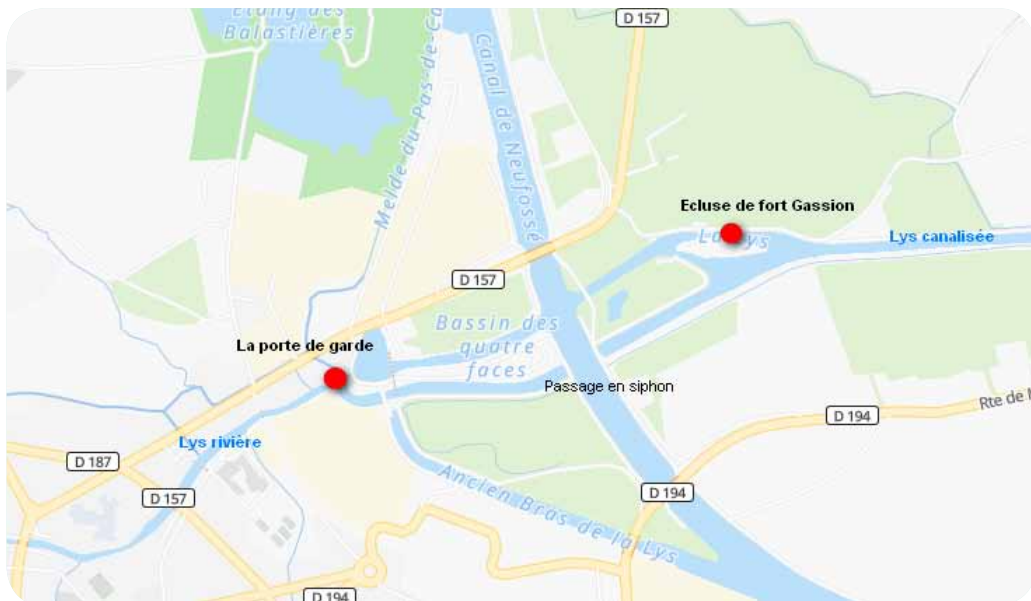 Etang des
Balastières
D 157
Melde du Pas-de-Ca
Canal de Neufossé
Ecluse de fort Gassion
La Lys
Lys canalisée
D 157
Bassin des
quatre
faces
La porte de garde
Passage en siphon
Rte de
D 194
Lys rivière
D 187
D 157
Ancien Bras de la Lys
D 194
D 194